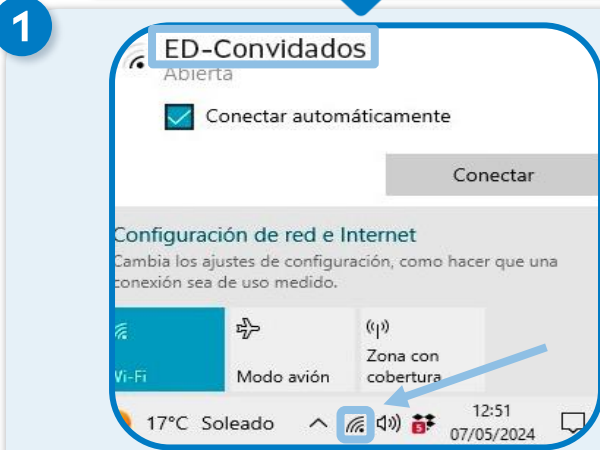 1
ED-Convidados
Abierta
Conectar automáticamente
Conectar
Configuración de red e Internet
Cambia los ajustes de configuración, como hacer que una
conexión sea de uso medido.
Wi-Fi
Modo avión
Zona con
cobertura
17°C Soleado
5
12:51
07/05/2024